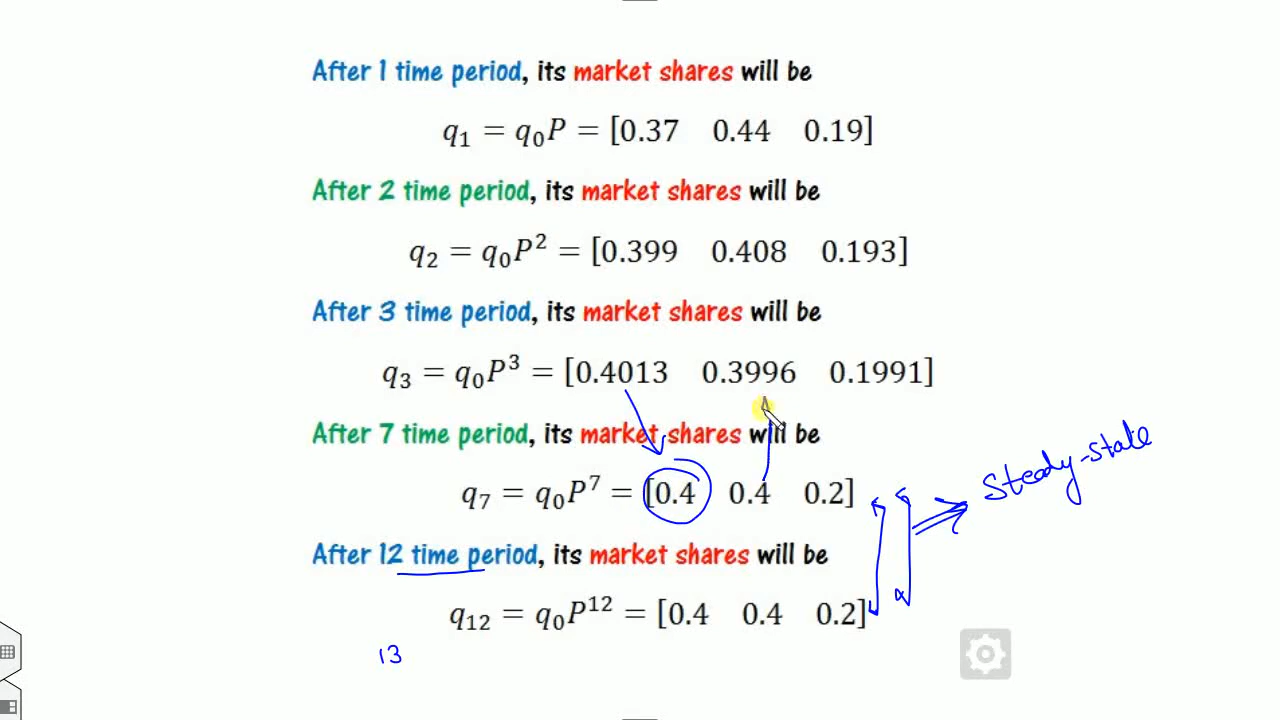 After 1 time period, its market shares will be
q₁ = q₀P = [0.37 0.44 0.19]
After 2 time period, its market shares will be
q₂ = q₀P² = [0.399 0.408 0.193]
After 3 time period, its market shares will be
q₃ = q₀P³ = [0.4013 0.3996 0.1991]
After 7 time period, its market shares will be
q₇ = q₀P⁷ = [0.4 0.4 0.2]
Steady-state
After 12 time period, its market shares will be
q₁₂ = q₀P¹² = [0.4 0.4 0.2]
13